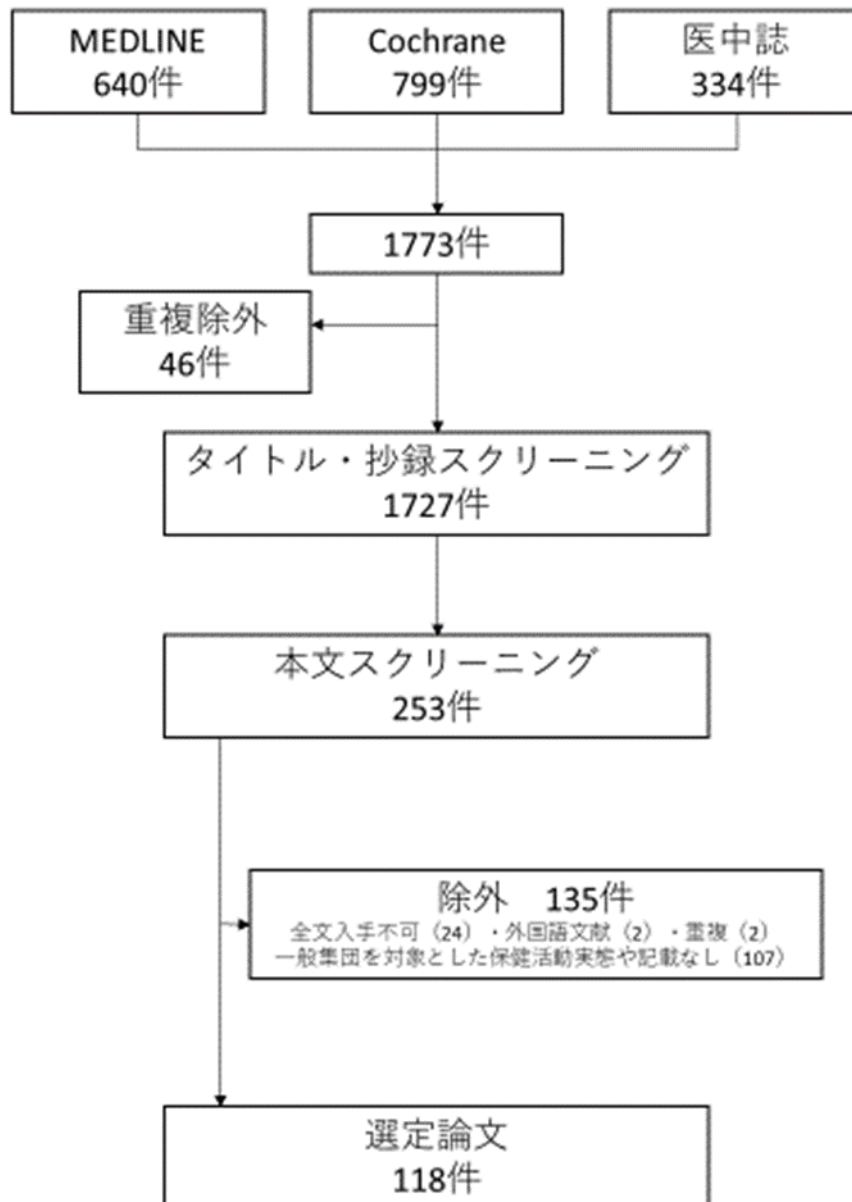 MEDLINE
640件
Cochrane
799件
医中誌
334件
1773件
重複除外
46件
タイトル・抄録スクリーニング
1727件
本文スクリーニング
253件
除外　135件
全文入手不可（24）・外国語文献（2）・重複（2）
一般集団を対象とした保健活動実態や記載なし（107）
選定論文
118件